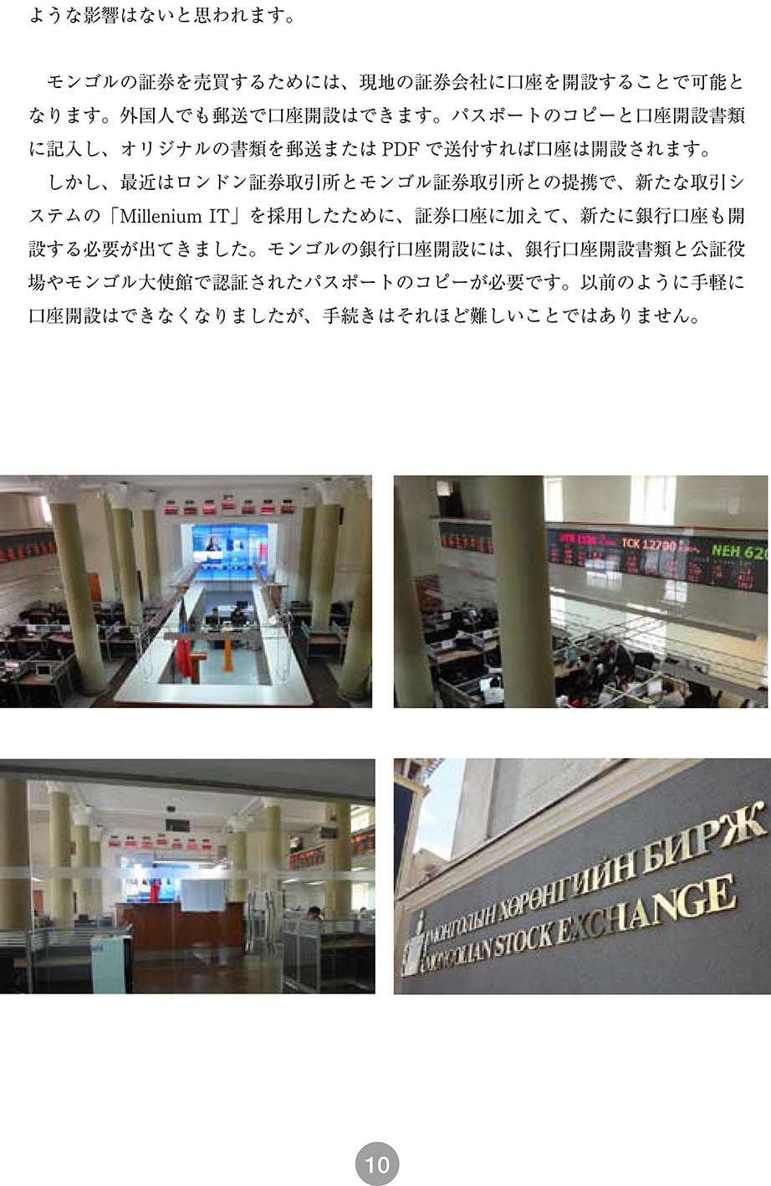 ような影響はないと思われます。
モンゴルの証券を売買するためには、現地の証券会社に口座を開設することで可能と
なります。外国人でも郵送で口座開設はできます。パスポートのコピーと口座開設書類
に記入し、オリジナルの書類を郵送または PDF で送付すれば口座は開設されます。
しかし、最近はロンドン証券取引所とモンゴル証券取引所との提携で、新たな取引シ
ステムの「Millenium IT」を採用したために、証券口座に加えて、新たに銀行口座も開
設する必要が出てきました。モンゴルの銀行口座開設には、銀行口座開設書類と公証役
場やモンゴル大使館で認証されたパスポートのコピーが必要です。以前のように手軽に
口座開設はできなくなりましたが、手続きはそれほど難しいことではありません。
TCK 12700
NEH 620
МОНГОЛЫН ХӨРӨНГИЙН БИРЖ
MONGOLIAN STOCK EXCHANGE
10